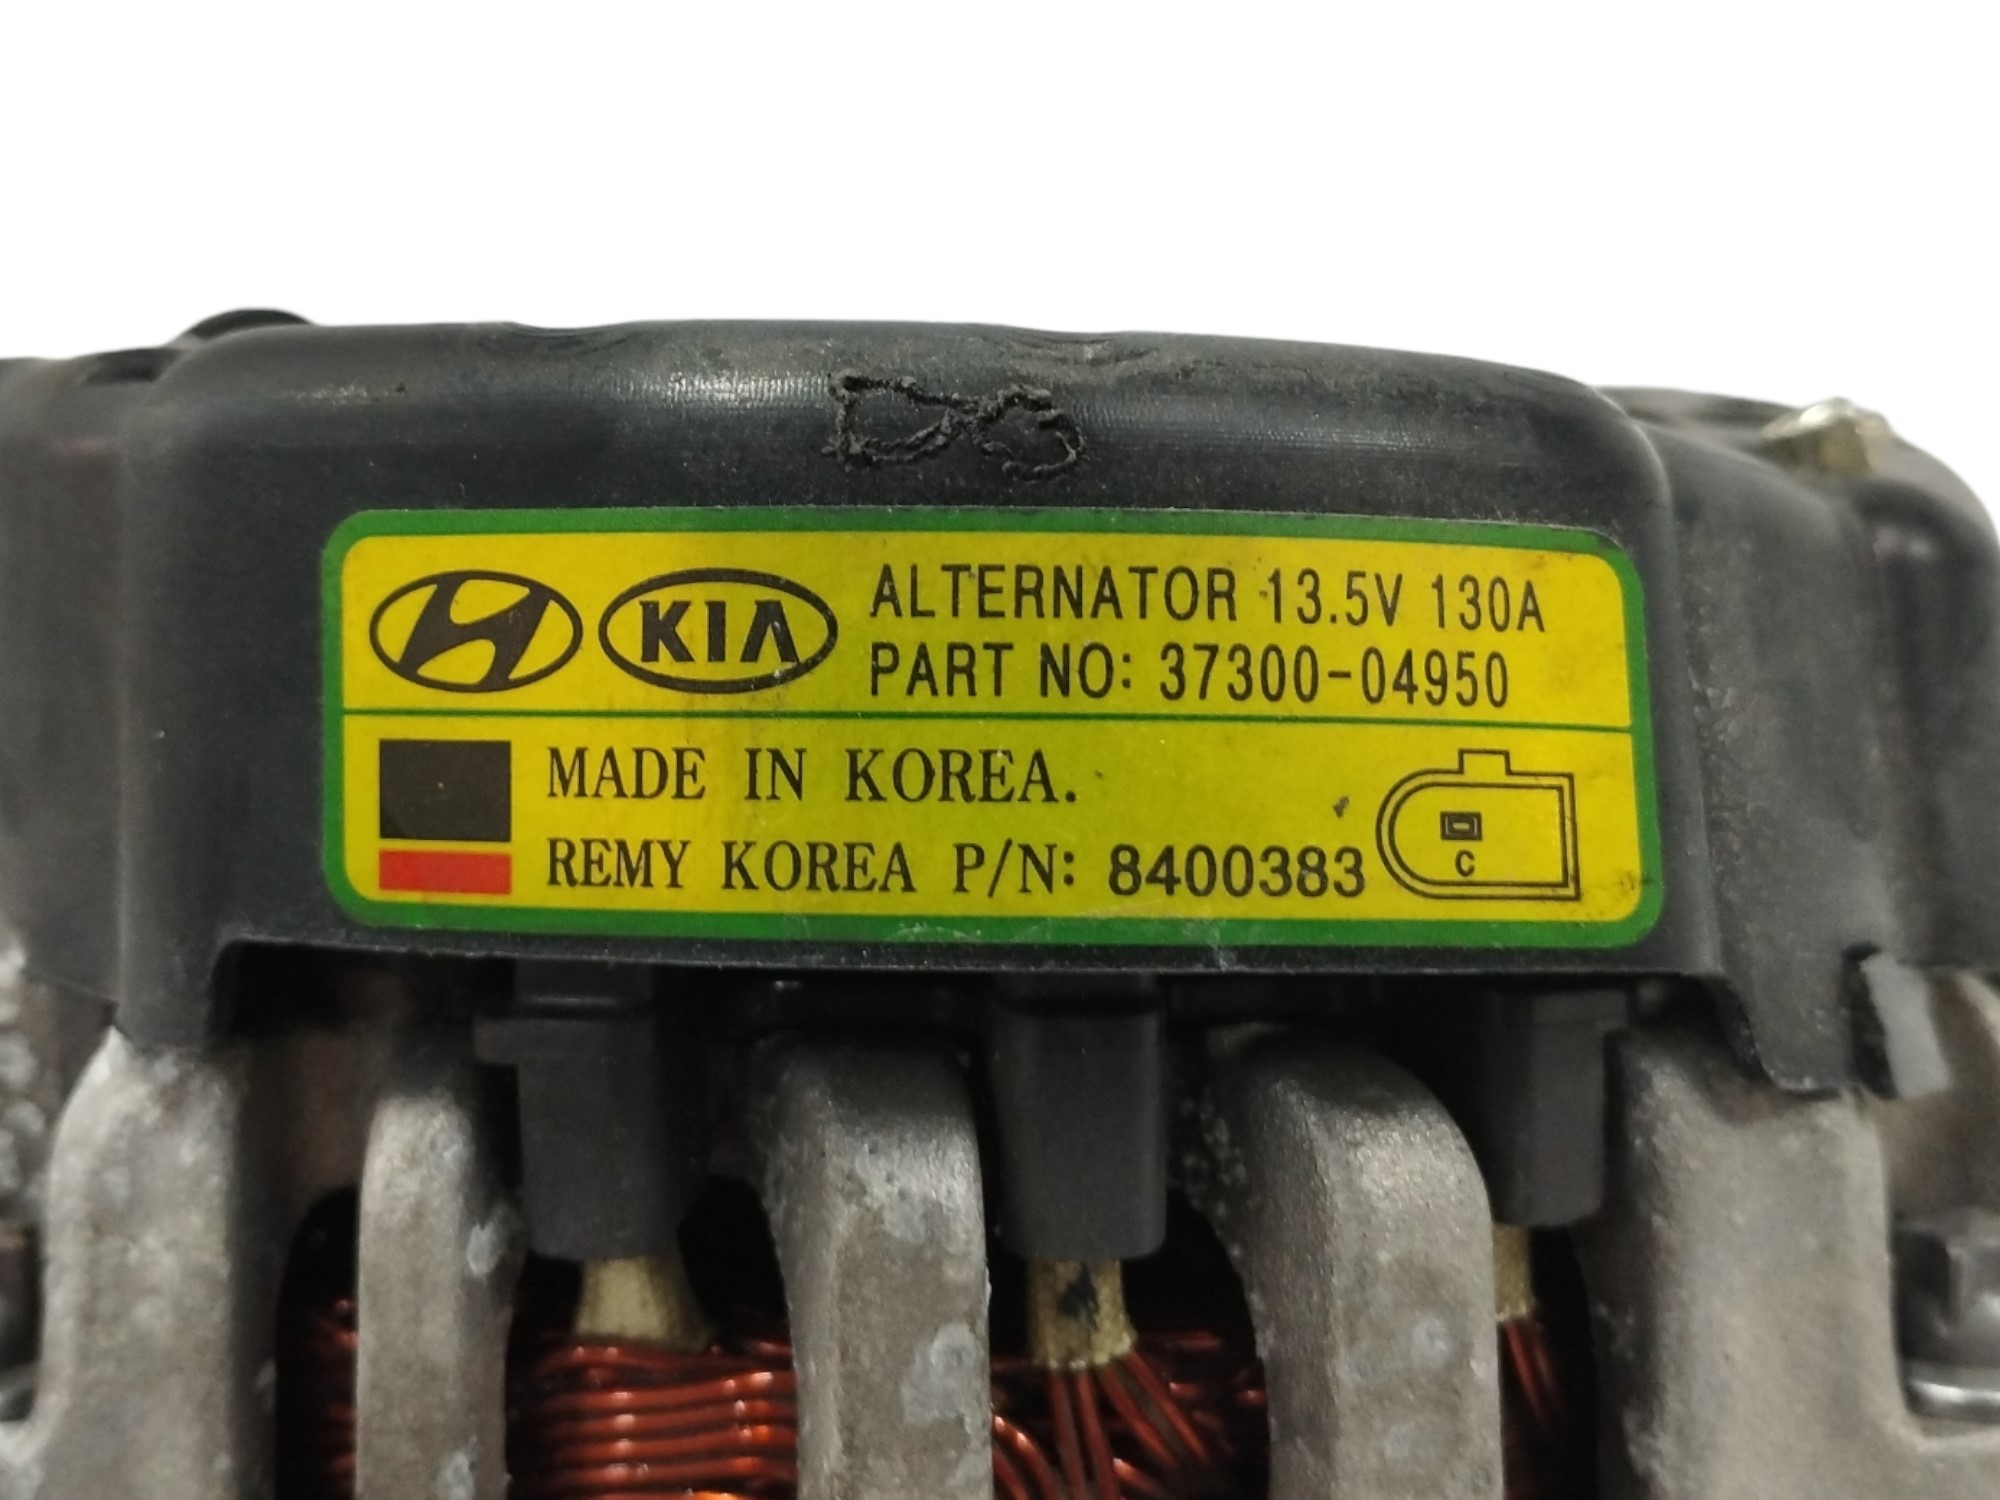 KIA
ALTERNATOR 13.5V 130A
PART NO: 37300-04950
MADE IN KOREA.
REMY KOREA P/N: 8400383
C